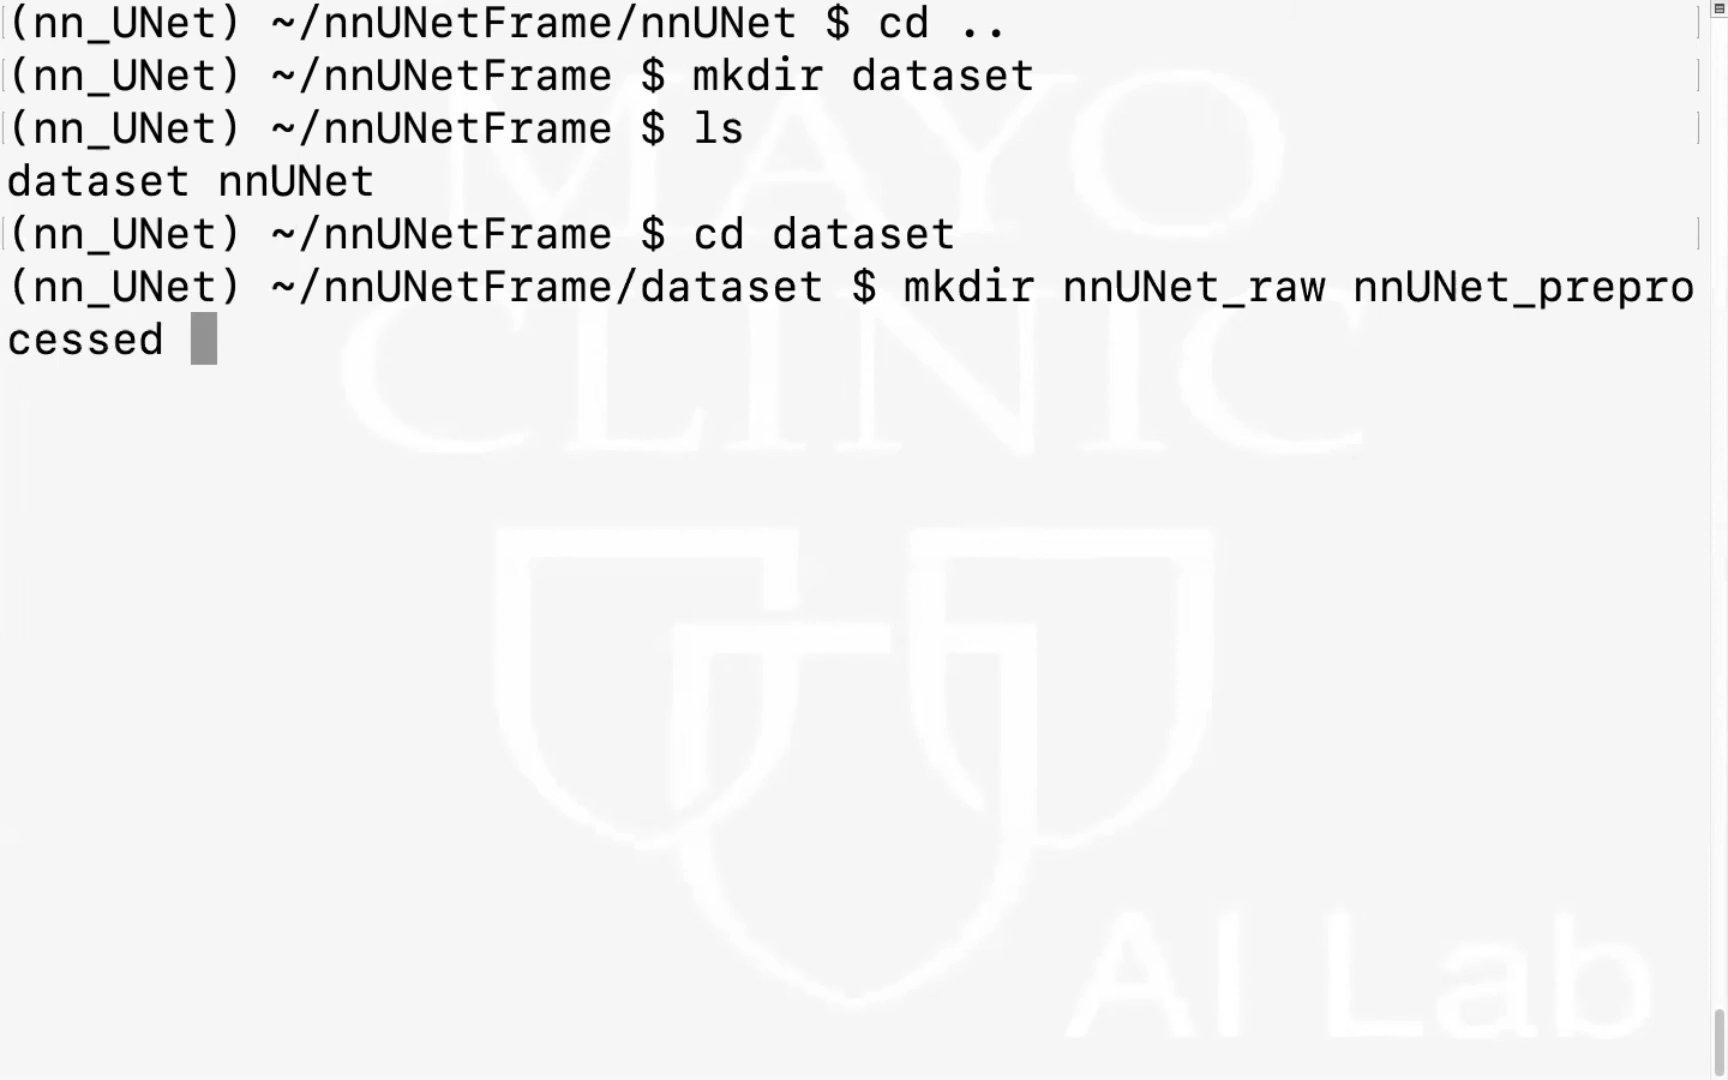 (nn_UNet) ~/nnUNetFrame/nnUNet $ cd ..
(nn_UNet) ~/nnUNetFrame $ mkdir dataset
(nn_UNet) ~/nnUNetFrame $ ls
dataset nnUNet
(nn_UNet) ~/nnUNetFrame $ cd dataset
(nn_UNet) ~/nnUNetFrame/dataset $ mkdir nnUNet_raw nnUNet_prepro
cessed
MAYO
CLINIC
AI Lab